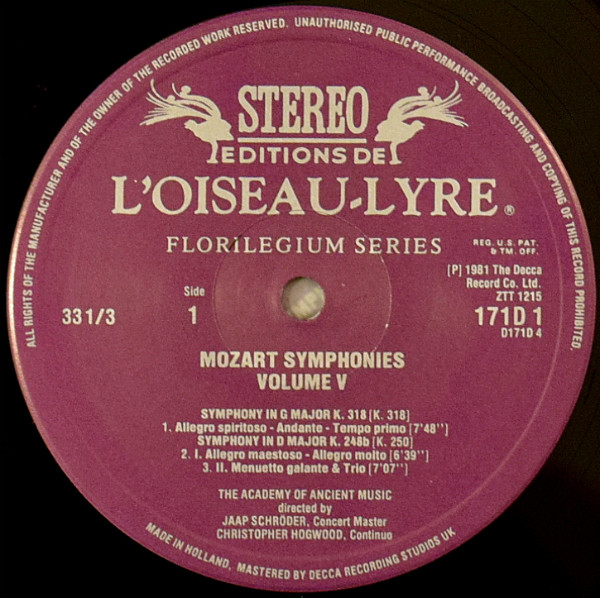 ALL RIGHTS OF THE MANUFACTURER AND OF THE OWNER OF THE RECORDED WORK RESERVED. UNAUTHORISED PUBLIC PERFORMANCE BROADCASTING AND COPYING OF THIS RECORD PROHIBITED.
STEREO
EDITIONS DE
L'OISEAU-LYRE ®
FLORILEGIUM SERIES
REG. U.S. PAT.
& TM. OFF.
[P] 1981 The Decca
Record Co. Ltd.
ZTT 1215
33 1/3
Side
1
171D 1
D171D 4
MOZART SYMPHONIES
VOLUME V
SYMPHONY IN G MAJOR K. 318 [K. 318]
1. Allegro spiritoso - Andante - Tempo primo [7'48'']
SYMPHONY IN D MAJOR K. 248b [K. 250]
2. I. Allegro maestoso - Allegro molto [6'39'']
3. II. Menuetto galante & Trio [7'07'']
THE ACADEMY OF ANCIENT MUSIC
directed by
JAAP SCHRÖDER, Concert Master
CHRISTOPHER HOGWOOD, Continuo
MADE IN HOLLAND, MASTERED BY DECCA RECORDING STUDIOS UK